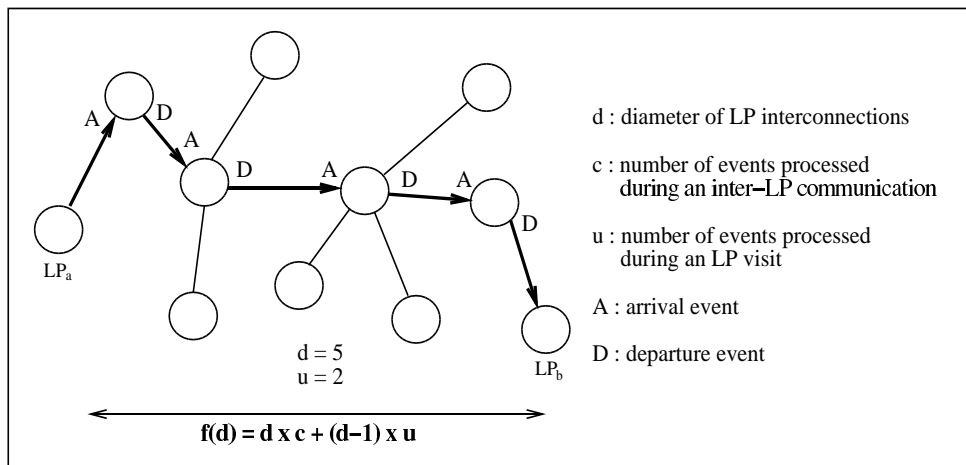 A
D
A
D
A
D
A
D
LPa
LPb
d = 5
u = 2
f(d) = d x c + (d−1) x u
d : diameter of LP interconnections
c : number of events processed
during an inter−LP communication
u : number of events processed
during an LP visit
A : arrival event
D : departure event